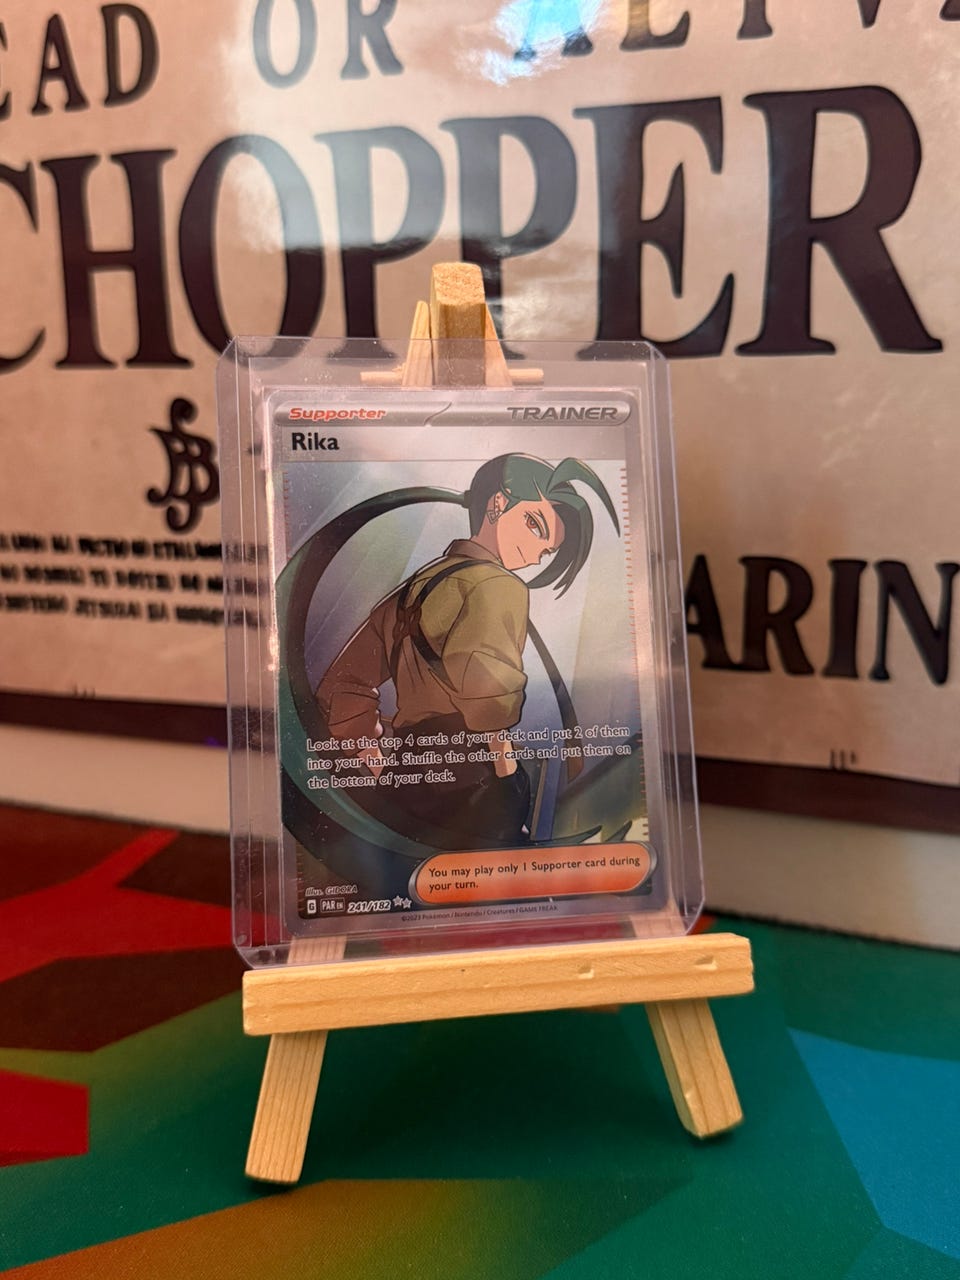 EAD OR ALIV
CHOPPER
ARIN
Supporter TRAINER
Rika
Look at the top 4 cards of your deck and put 2 of them
into your hand. Shuffle the other cards and put them on
the bottom of your deck.
You may play only 1 Supporter card during
your turn.
Illus. GIDORA
G PAR EN 241/182
©2023 Pokémon / Nintendo / Creatures / GAME FREAK